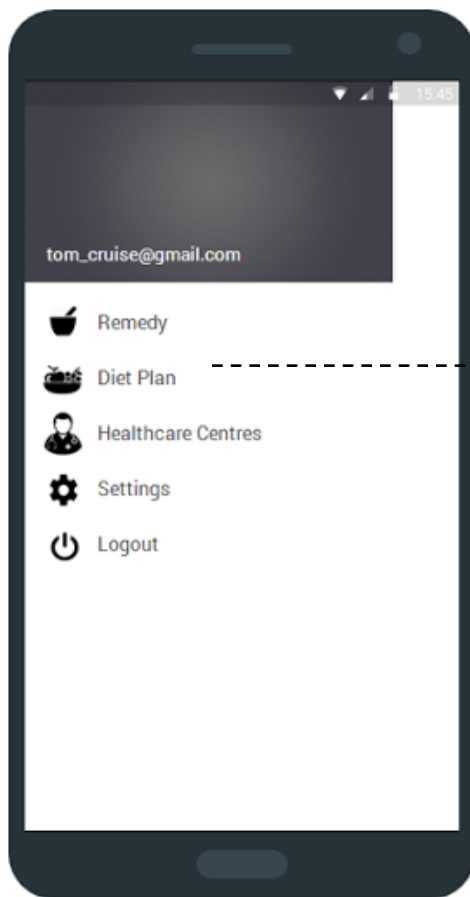 15:45
tom_cruise@gmail.com
Remedy
Diet Plan
Healthcare Centres
Settings
Logout